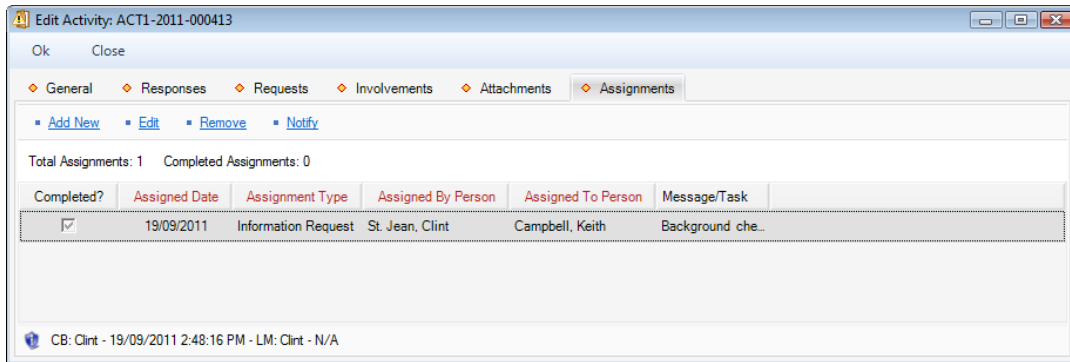 Edit Activity: ACT1-2011-000413
Ok Close
General Responses Requests Involvements Attachments Assignments
Add New Edit Remove Notify
Total Assignments: 1 Completed Assignments: 0
Completed? Assigned Date Assignment Type Assigned By Person Assigned To Person Message/Task
19/09/2011 Information Request St. Jean, Clint Campbell, Keith Background che...
CB: Clint - 19/09/2011 2:48:16 PM - LM: Clint - N/A